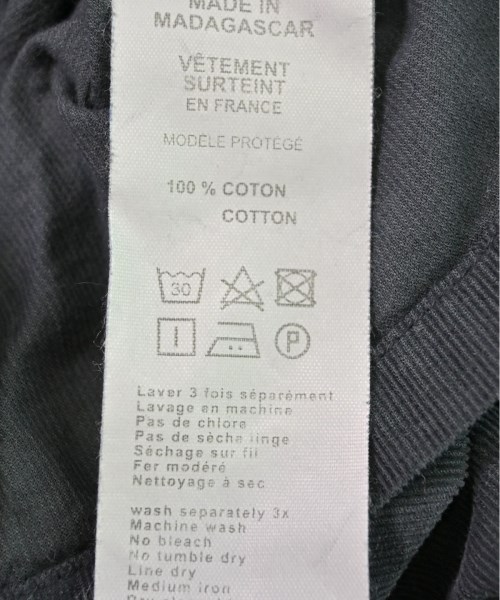 MADE IN
MADAGASCAR
VÊTEMENT
SURTEINT
EN FRANCE
MODÈLE PROTÉGÉ
100 % COTON
COTTON
30
P
Laver 3 fois séparément
Lavage en machine
Pas de chlore
Pas de sèche linge
Séchage sur fil
Fer modéré
Nettoyage à sec
wash separately 3x
Machine wash
No bleach
No tumble dry
Line dry
Medium iron